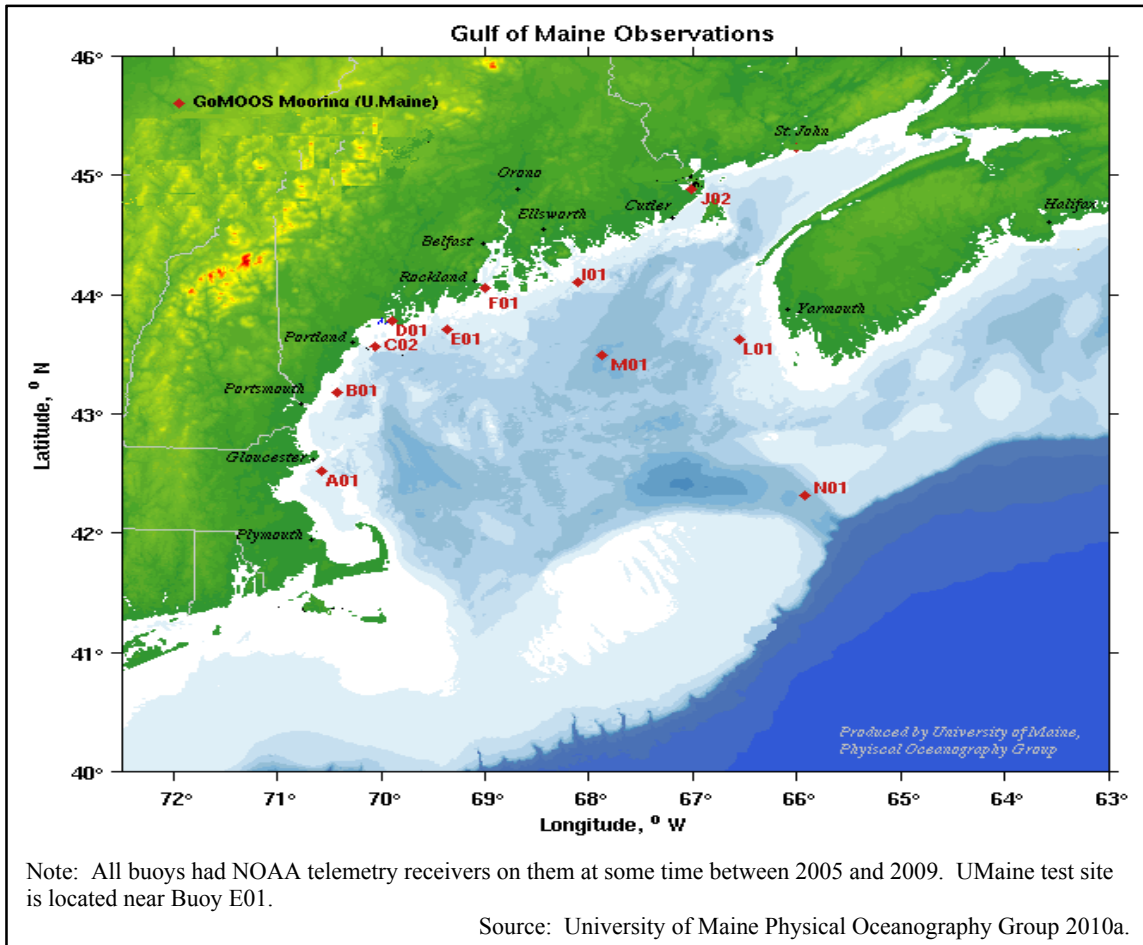 Gulf of Maine Observations
46°
45°
44°
43°
42°
41°
40°
Latitude, ° N
GoMOOS Mooring (U.Maine)
St. John
Orono
Ellsworth
Cutler
J02
Halifax
Belfast
Rockland
I01
F01
Yarmouth
Portland
D01
E01
C02
L01
M01
Portsmouth
B01
Gloucester
A01
N01
Plymouth
Produced by University of Maine,
Phyiscal Oceanography Group
72° 71° 70° 69° 68° 67° 66° 65° 64° 63°
Longitude, ° W
Note: All buoys had NOAA telemetry receivers on them at some time between 2005 and 2009. UMaine test site
is located near Buoy E01.
Source: University of Maine Physical Oceanography Group 2010a.